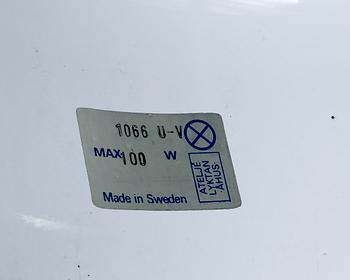 1066 U-V
MAX 100 W
Made in Sweden
ATELJÉ
LYKTAN
·ÅHUS·